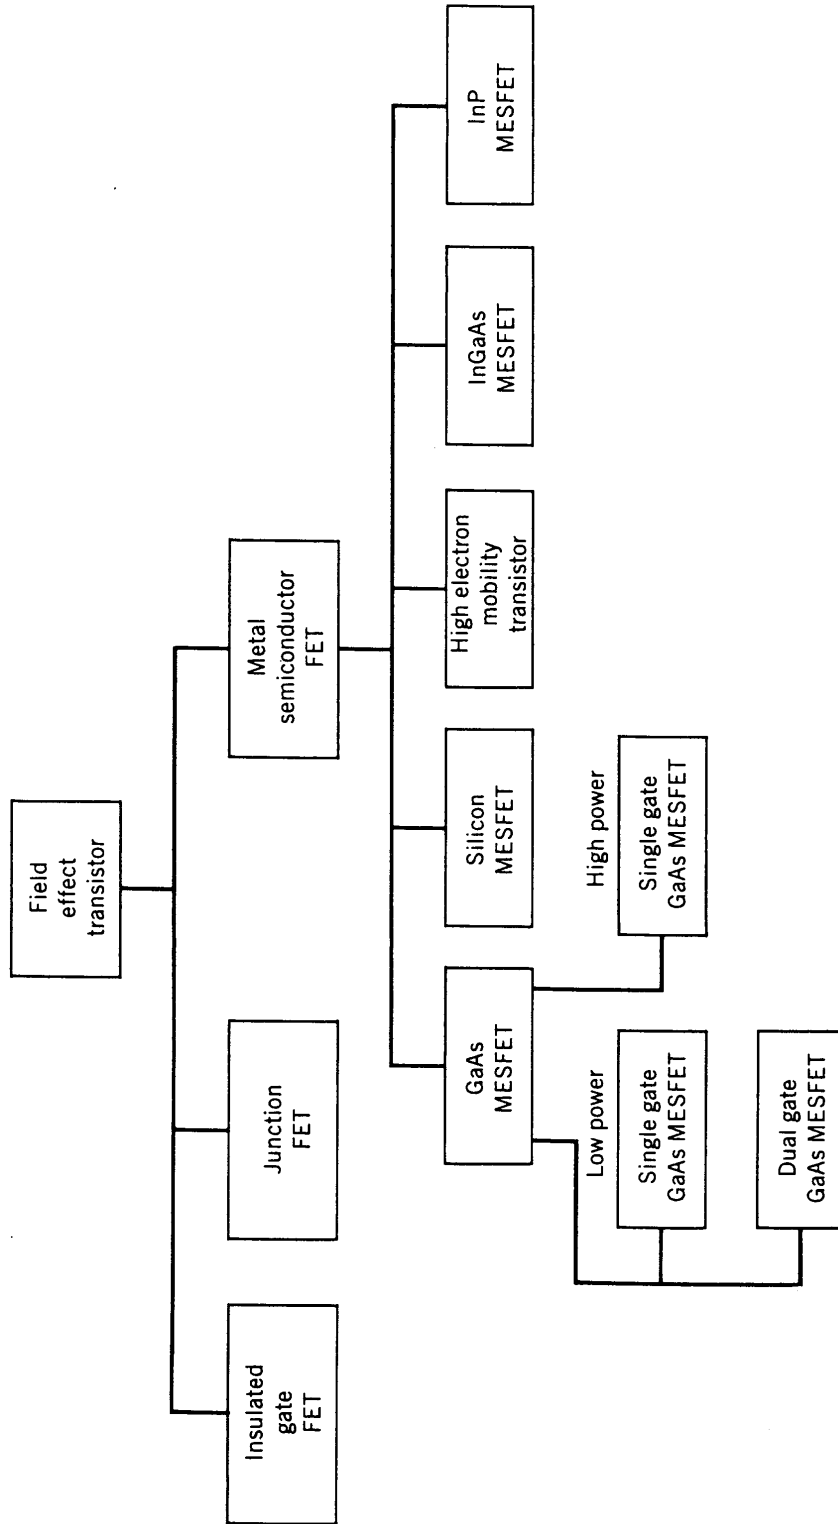 Field
effect
transistor
Insulated
gate
FET
Junction
FET
Metal
semiconductor
FET
GaAs
MESFET
Silicon
MESFET
High electron
mobility
transistor
InGaAs
MESFET
InP
MESFET
Low power
Single gate
GaAs MESFET
High power
Single gate
GaAs MESFET
Dual gate
GaAs MESFET